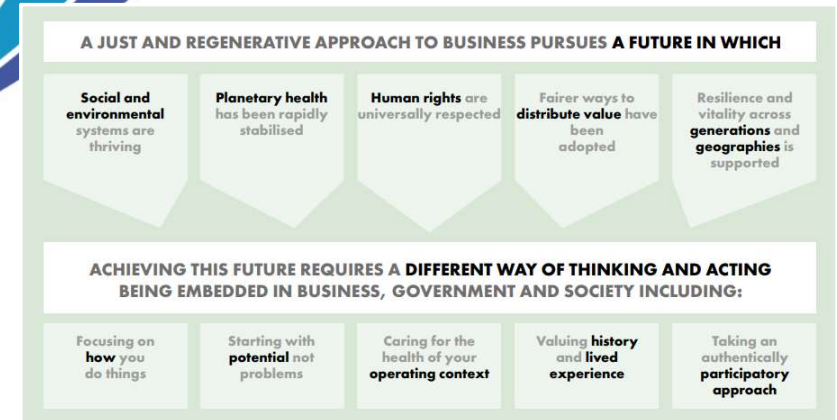 A JUST AND REGENERATIVE APPROACH TO BUSINESS PURSUES A FUTURE IN WHICH
Social and
environmental
systems are
thriving
Planetary health
has been rapidly
stabilised
Human rights are
universally respected
Fairer ways to
distribute value have
been
adopted
Resilience and
vitality across
generations and
geographies is
supported
ACHIEVING THIS FUTURE REQUIRES A DIFFERENT WAY OF THINKING AND ACTING
BEING EMBEDDED IN BUSINESS, GOVERNMENT AND SOCIETY INCLUDING:
Focusing on
how you
do things
Starting with
potential not
problems
Caring for the
health of your
operating context
Valuing history
and lived
experience
Taking an
authentically
participatory
approach